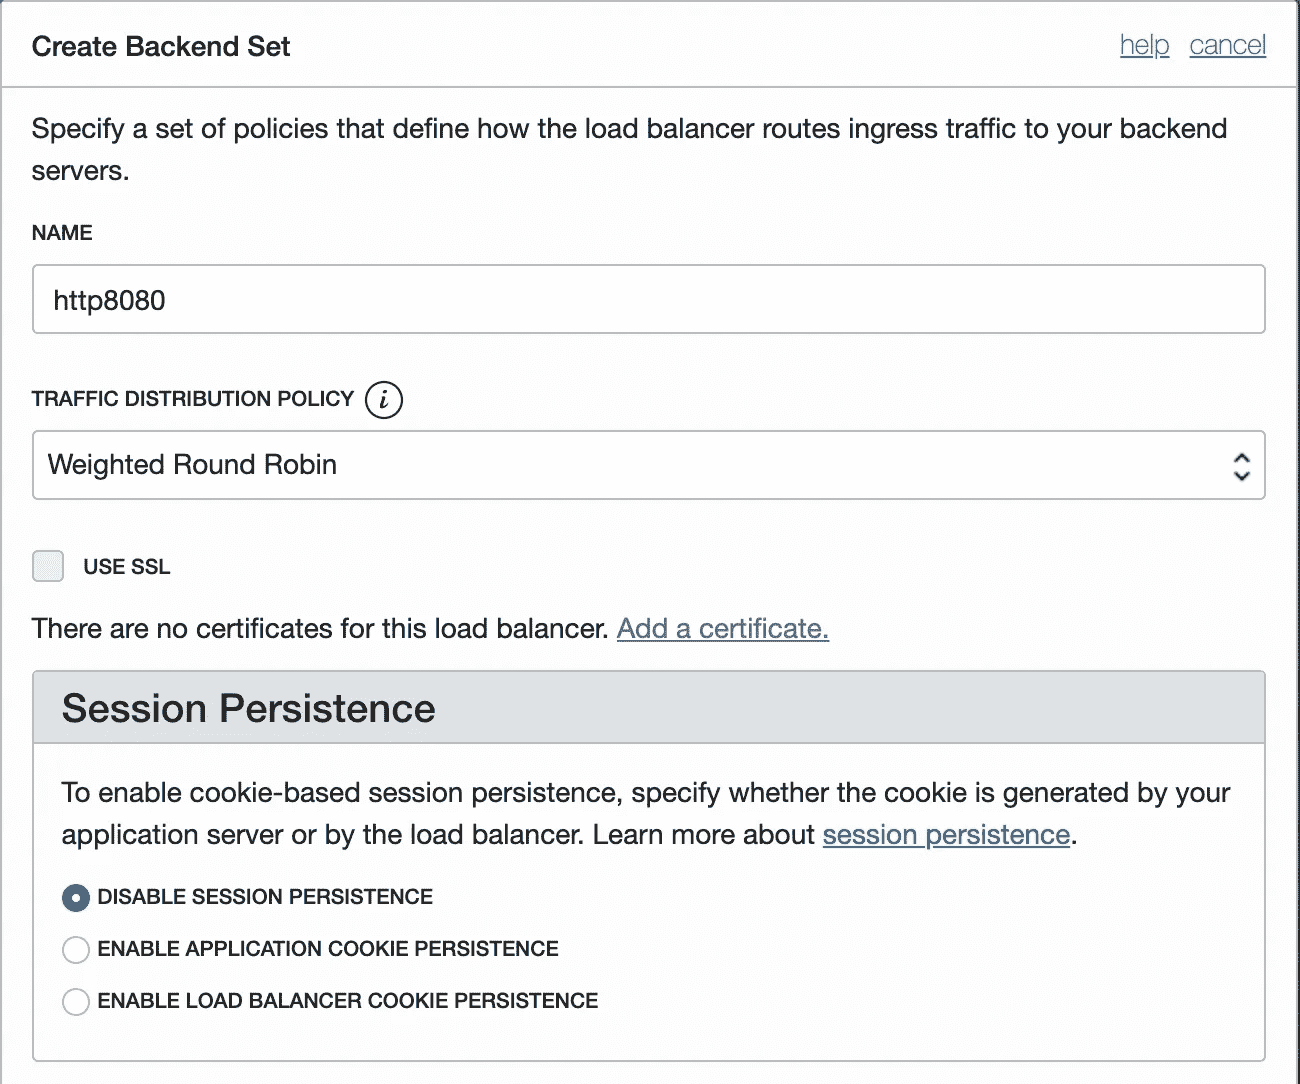 Create Backend Set help cancel
Specify a set of policies that define how the load balancer routes ingress traffic to your backend
servers.
NAME
http8080
TRAFFIC DISTRIBUTION POLICY i
Weighted Round Robin
USE SSL
There are no certificates for this load balancer. Add a certificate.
Session Persistence
To enable cookie-based session persistence, specify whether the cookie is generated by your
application server or by the load balancer. Learn more about session persistence.
DISABLE SESSION PERSISTENCE
ENABLE APPLICATION COOKIE PERSISTENCE
ENABLE LOAD BALANCER COOKIE PERSISTENCE